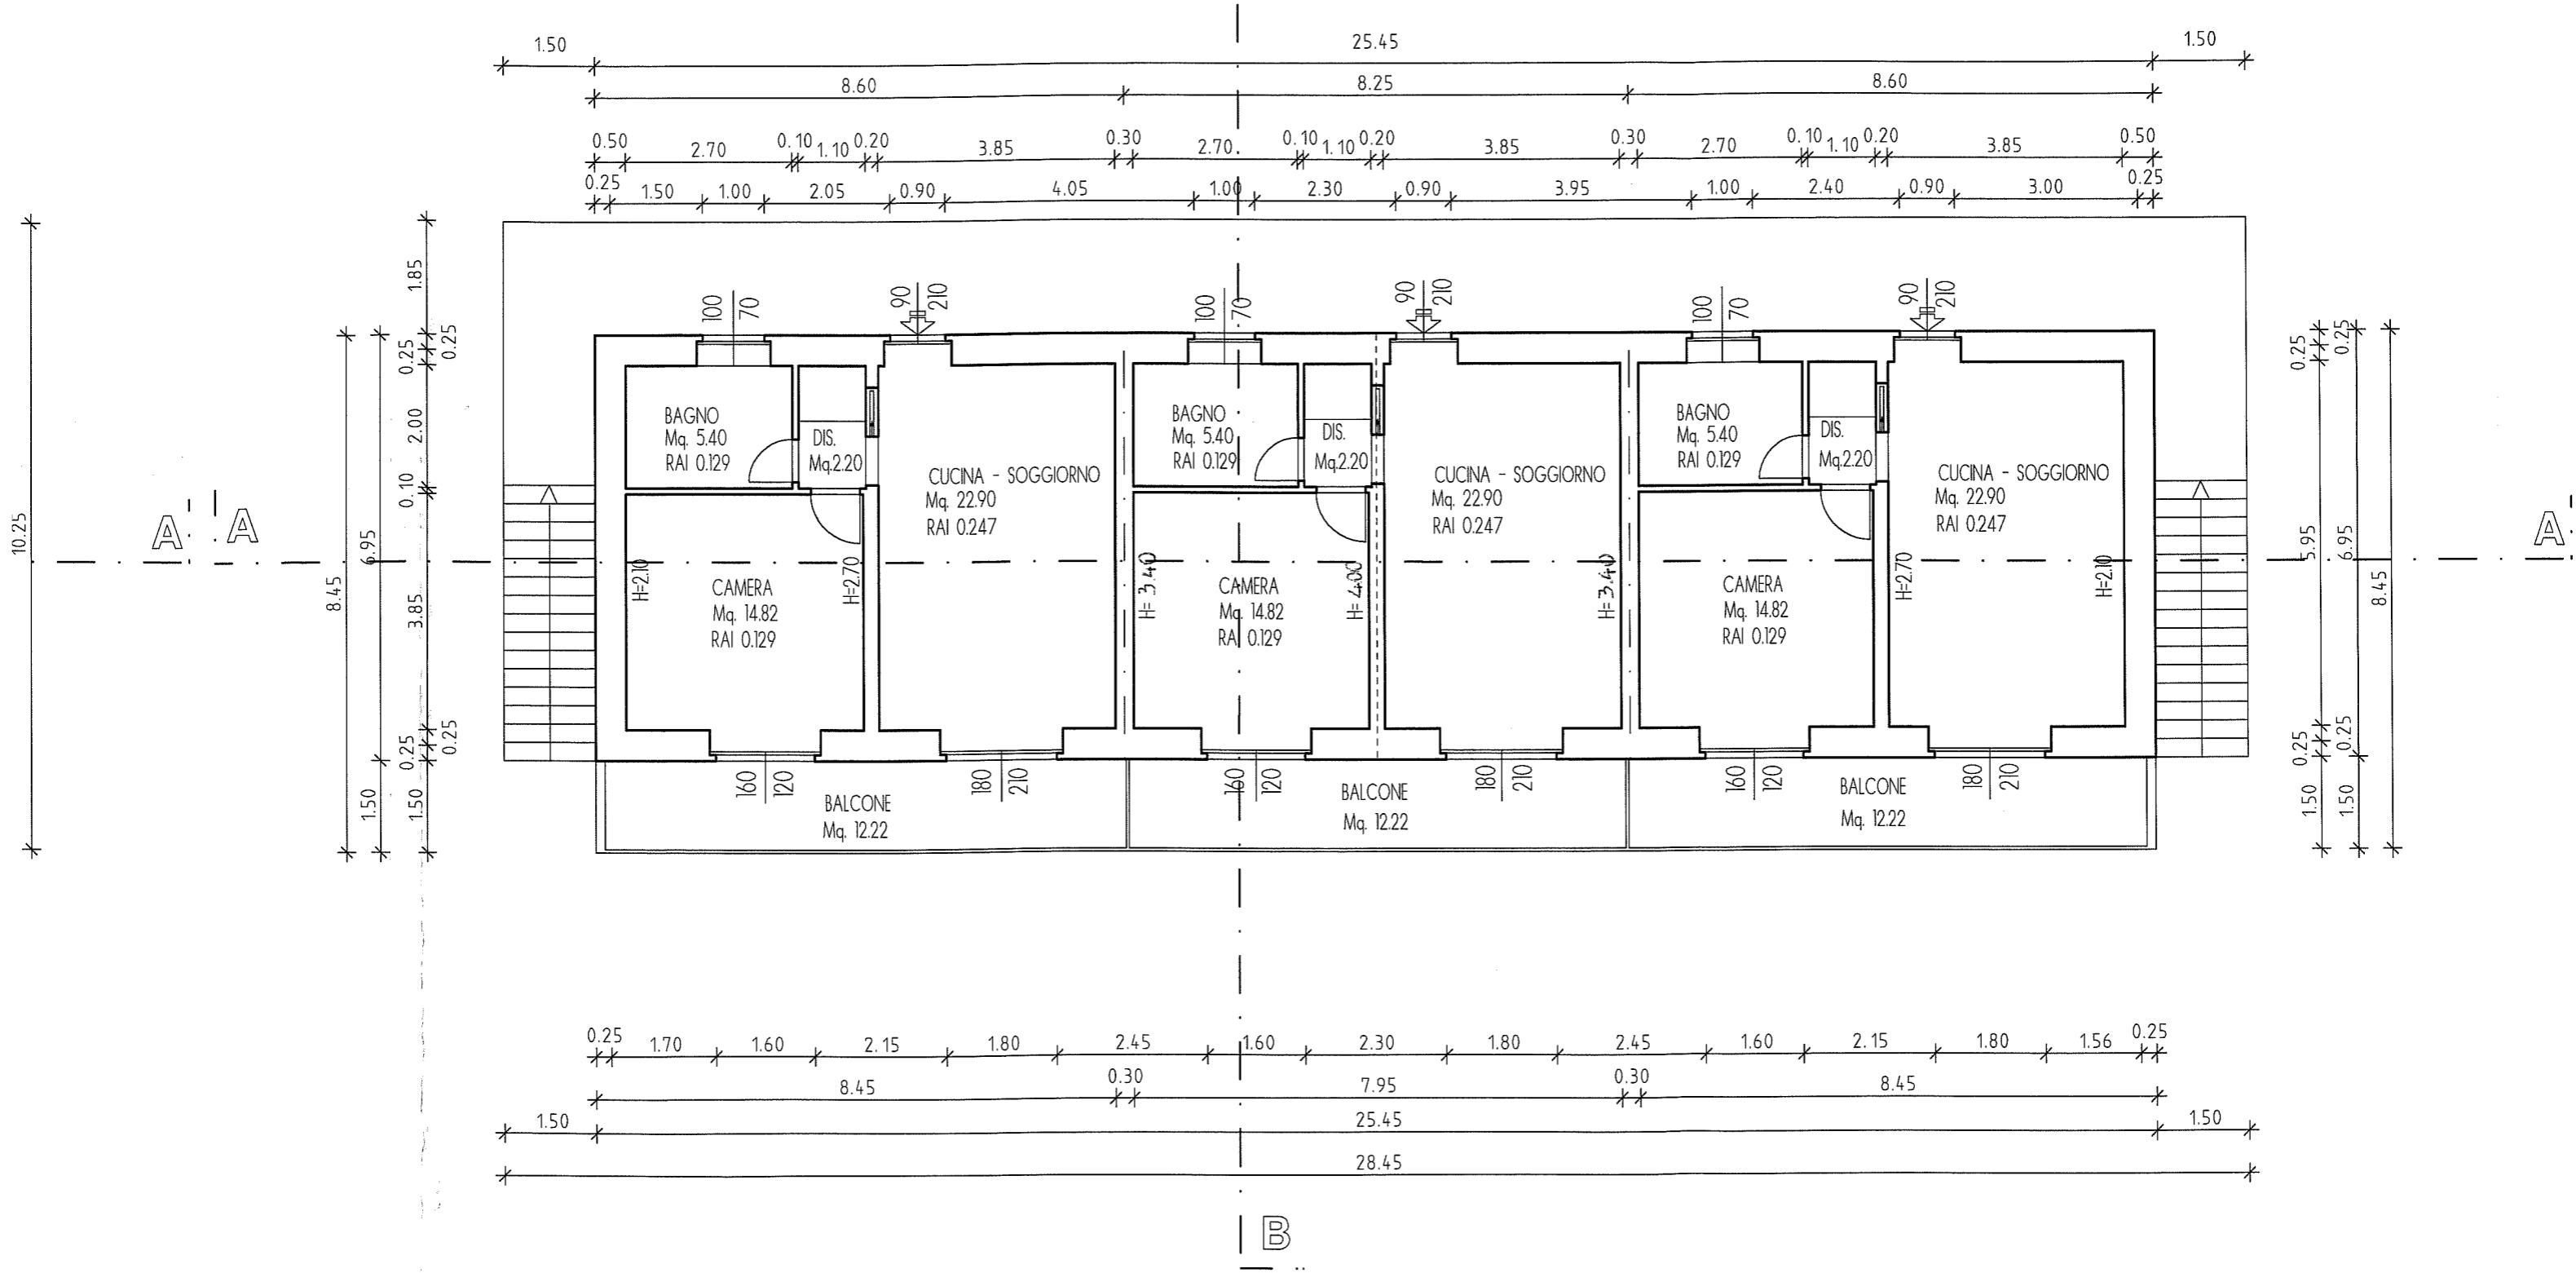 1.50 25.45 1.50
8.60 8.25 8.60
0.50 2.70 0.10 1.10 0.20 3.85 0.30 2.70 0.10 1.10 0.20 3.85 0.30 2.70 0.10 1.10 0.20 3.85 0.50
0.25 1.50 1.00 2.05 0.90 4.05 1.00 2.30 0.90 3.95 1.00 2.40 0.90 3.00 0.25
10.25
8.45
6.95
1.50
1.85
0.25
0.25
2.00
0.10
3.85
0.25
0.25
1.50
A A
100 70
90 210
100 70
90 210
100 70
90 210
BAGNO
Mq. 5.40
RAI 0.129
DIS.
Mq.2.20
CUCINA - SOGGIORNO
Mq. 22.90
RAI 0.247
H=2.10
H=2.70
CAMERA
Mq. 14.82
RAI 0.129
BAGNO
Mq. 5.40
RAI 0.129
DIS.
Mq.2.20
CUCINA - SOGGIORNO
Mq. 22.90
RAI 0.247
H= 3.40
H= 4.00
H= 3.40
CAMERA
Mq. 14.82
RAI 0.129
BAGNO
Mq. 5.40
RAI 0.129
DIS.
Mq.2.20
CUCINA - SOGGIORNO
Mq. 22.90
RAI 0.247
H=2.70
H=2.10
CAMERA
Mq. 14.82
RAI 0.129
160 120
180 210
160 120
180 210
160 120
180 210
BALCONE
Mq. 12.22
BALCONE
Mq. 12.22
BALCONE
Mq. 12.22
0.25
0.25
5.95
6.95
8.45
0.25
0.25
1.50
1.50
A
0.25 1.70 1.60 2.15 1.80 2.45 1.60 2.30 1.80 2.45 1.60 2.15 1.80 1.56 0.25
8.45 0.30 7.95 0.30 8.45
1.50 25.45 1.50
28.45
B